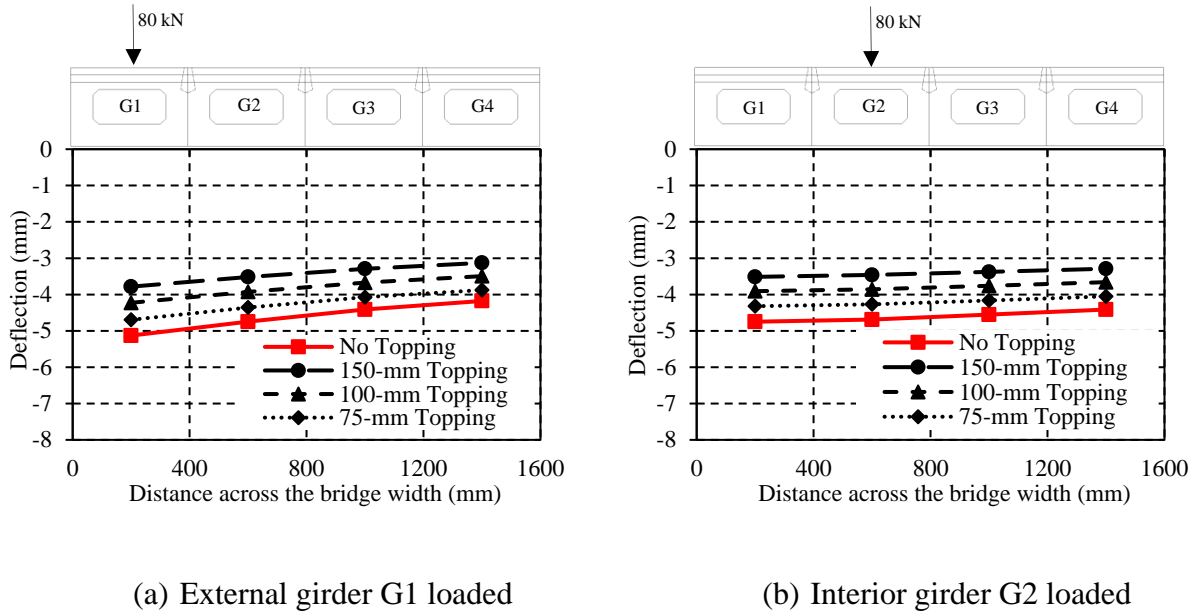 80 kN
G1 G2 G3 G4
0
-1
-2
-3
-4
-5
-6
-7
-8
Deflection (mm)
No Topping
150-mm Topping
100-mm Topping
75-mm Topping
0 400 800 1200 1600
Distance across the bridge width (mm)
(a) External girder G1 loaded
80 kN
G1 G2 G3 G4
0
-1
-2
-3
-4
-5
-6
-7
-8
Deflection (mm)
No Topping
150-mm Topping
100-mm Topping
75-mm Topping
0 400 800 1200 1600
Distance across the bridge width (mm)
(b) Interior girder G2 loaded